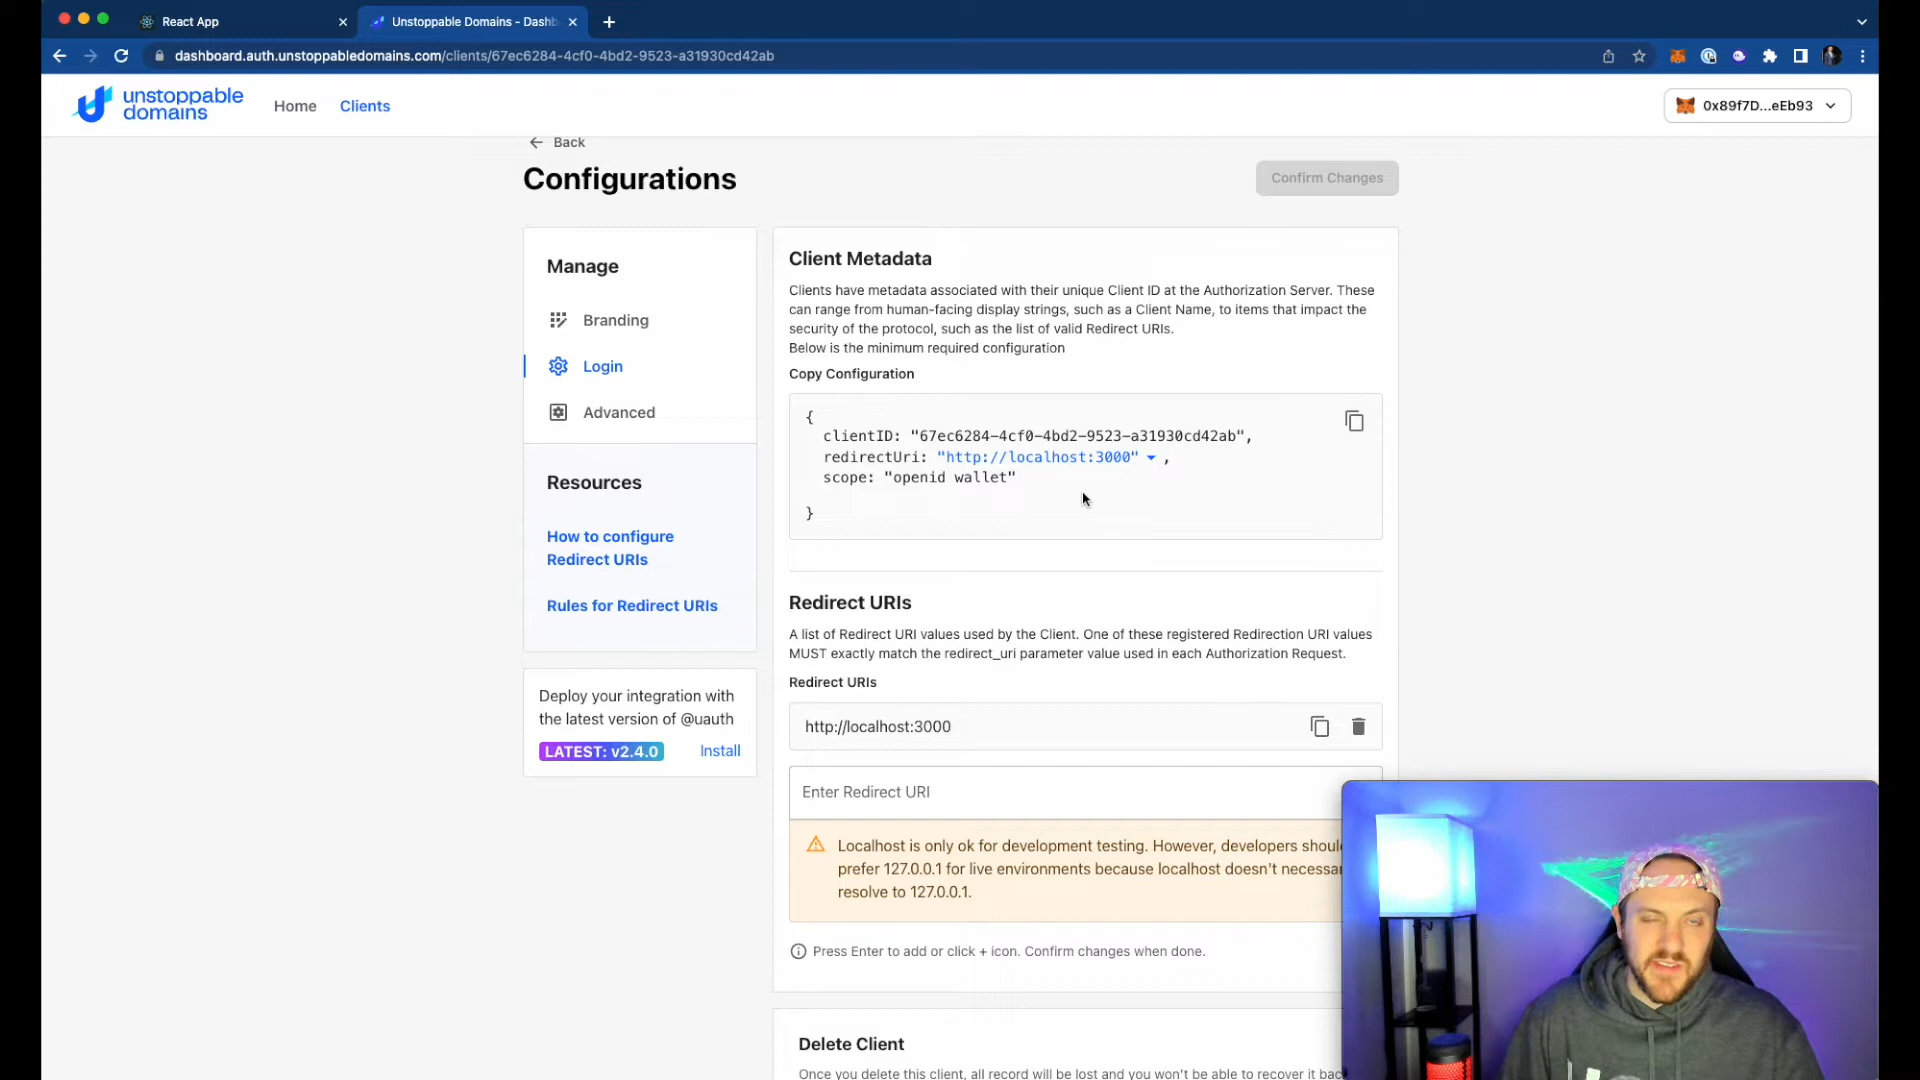 React App
Unstoppable Domains - Dashb
dashboard.auth.unstoppabledomains.com/clients/67ec6284-4cf0-4bd2-9523-a31930cd42ab
unstoppable
domains
Home
Clients
0x89f7D...eEb93
Back
Configurations
Confirm Changes
Manage
Branding
Login
Advanced
Resources
How to configure
Redirect URIs
Rules for Redirect URIs
Deploy your integration with
the latest version of @uauth
LATEST: v2.4.0
Install
Client Metadata
Clients have metadata associated with their unique Client ID at the Authorization Server. These
can range from human-facing display strings, such as a Client Name, to items that impact the
security of the protocol, such as the list of valid Redirect URIs.
Below is the minimum required configuration
Copy Configuration
{
clientID: "67ec6284-4cf0-4bd2-9523-a31930cd42ab",
redirectUri: "http://localhost:3000" ,
scope: "openid wallet"
}
Redirect URIs
A list of Redirect URI values used by the Client. One of these registered Redirection URI values
MUST exactly match the redirect_uri parameter value used in each Authorization Request.
Redirect URIs
http://localhost:3000
Enter Redirect URI
Localhost is only ok for development testing. However, developers shoul
prefer 127.0.0.1 for live environments because localhost doesn't necessar
resolve to 127.0.0.1.
Press Enter to add or click + icon. Confirm changes when done.
Delete Client
Once you delete this client, all record will be lost and you won't be able to recover it bac